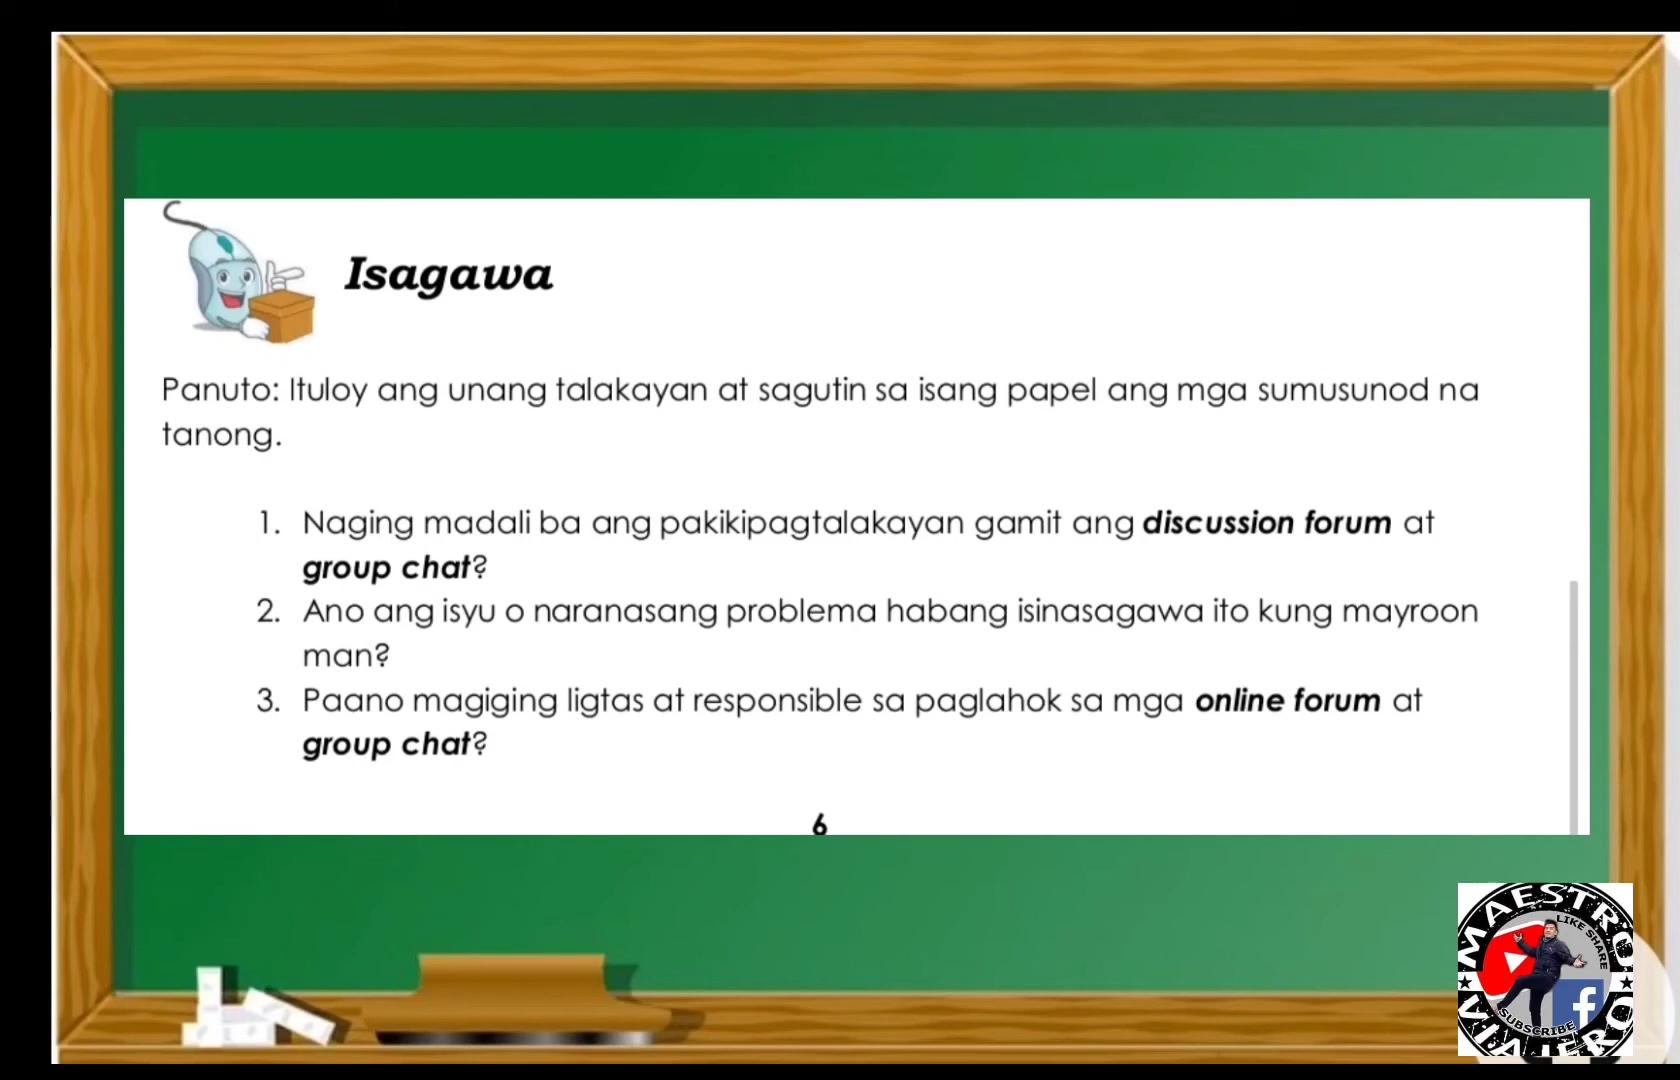 Isagawa
Panuto: Ituloy ang unang talakayan at sagutin sa isang papel ang mga sumusunod na
tanong.
1. Naging madali ba ang pakikipagtalakayan gamit ang discussion forum at
group chat?
2. Ano ang isyu o naranasang problema habang isinasagawa ito kung mayroon
man?
3. Paano magiging ligtas at responsible sa paglahok sa mga online forum at
group chat?
6
MAESTRO
LIKE SHARE
SUBSCRIBE
f
VIAJERO